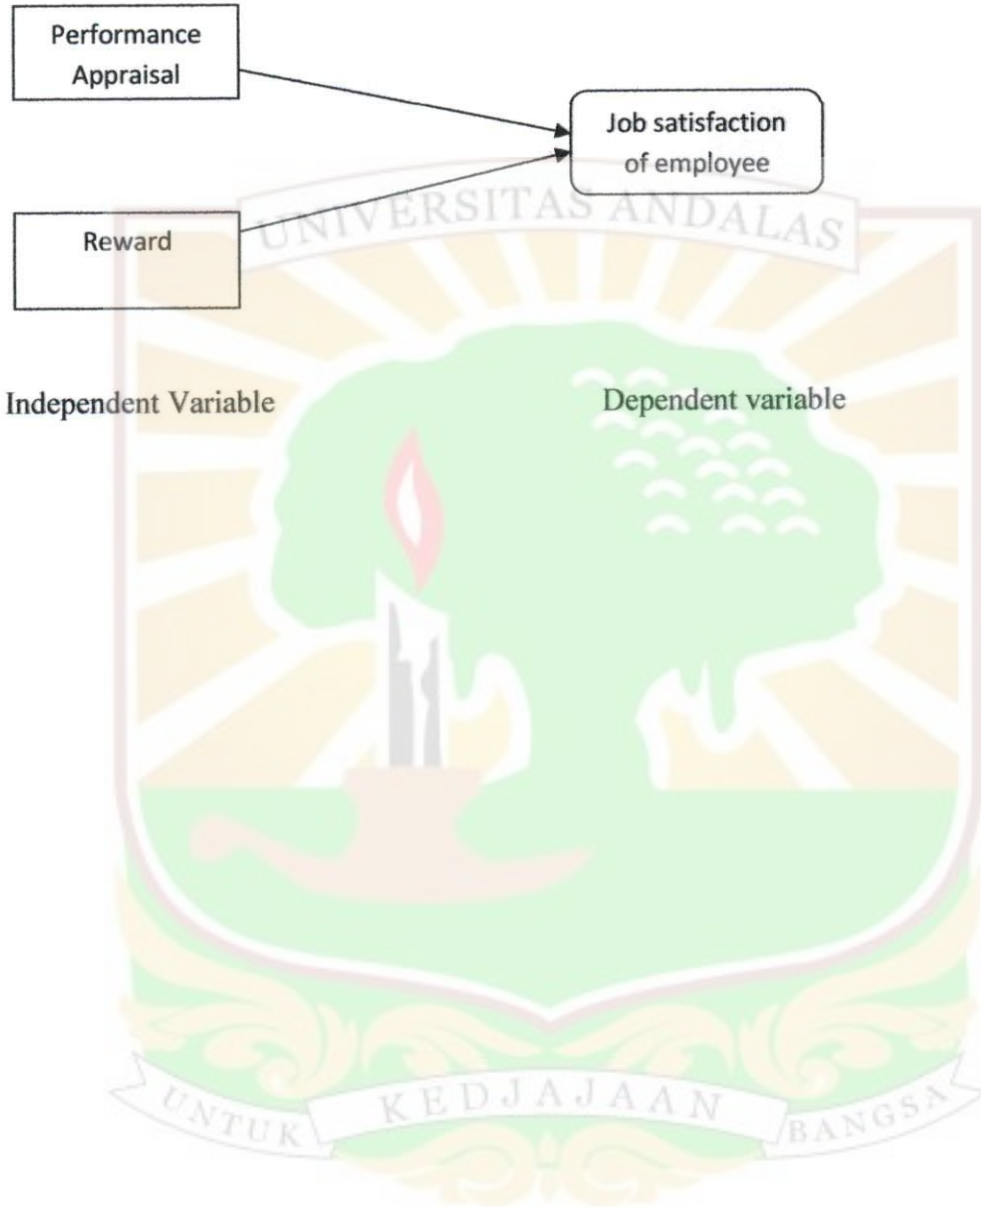 Performance
Appraisal
Job satisfaction
of employee
UNIVERSITAS ANDALAS
Reward
Independent Variable
Dependent variable
UNTUK KEDJAJAAN BANGSA